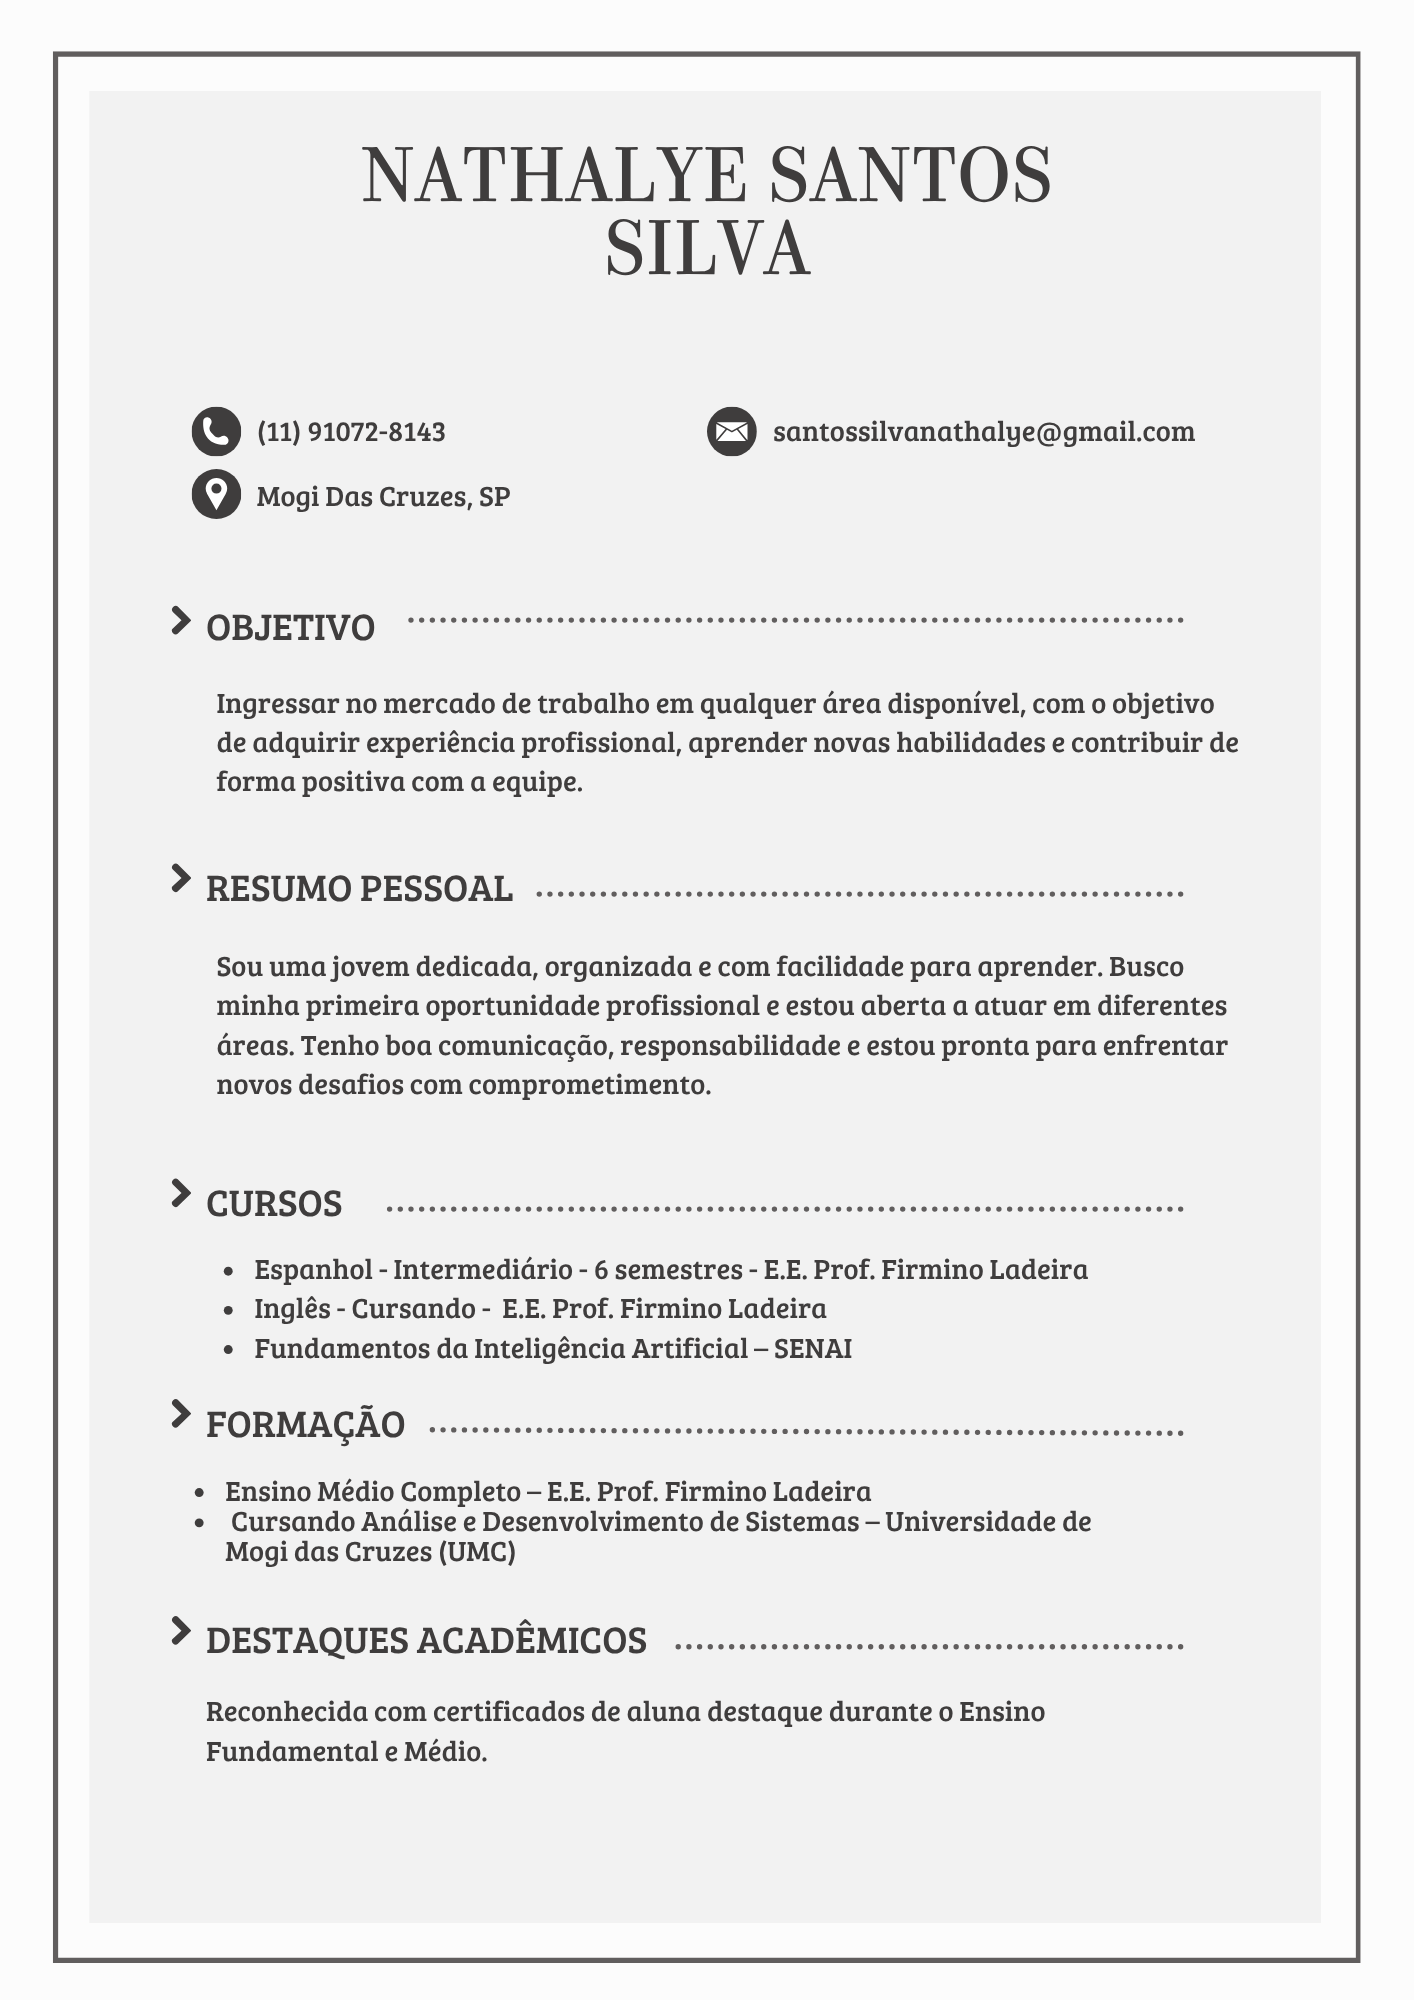 NATHALYE SANTOS
SILVA
(11) 91072-8143
santossilvanathalye@gmail.com
Mogi Das Cruzes, SP
OBJETIVO
Ingressar no mercado de trabalho em qualquer área disponível, com o objetivo
de adquirir experiência profissional, aprender novas habilidades e contribuir de
forma positiva com a equipe.
RESUMO PESSOAL
Sou uma jovem dedicada, organizada e com facilidade para aprender. Busco
minha primeira oportunidade profissional e estou aberta a atuar em diferentes
áreas. Tenho boa comunicação, responsabilidade e estou pronta para enfrentar
novos desafios com comprometimento.
CURSOS
• Espanhol - Intermediário - 6 semestres - E.E. Prof. Firmino Ladeira
• Inglês - Cursando - E.E. Prof. Firmino Ladeira
• Fundamentos da Inteligência Artificial – SENAI
FORMAÇÃO
• Ensino Médio Completo – E.E. Prof. Firmino Ladeira
• Cursando Análise e Desenvolvimento de Sistemas – Universidade de
Mogi das Cruzes (UMC)
DESTAQUES ACADÊMICOS
Reconhecida com certificados de aluna destaque durante o Ensino
Fundamental e Médio.